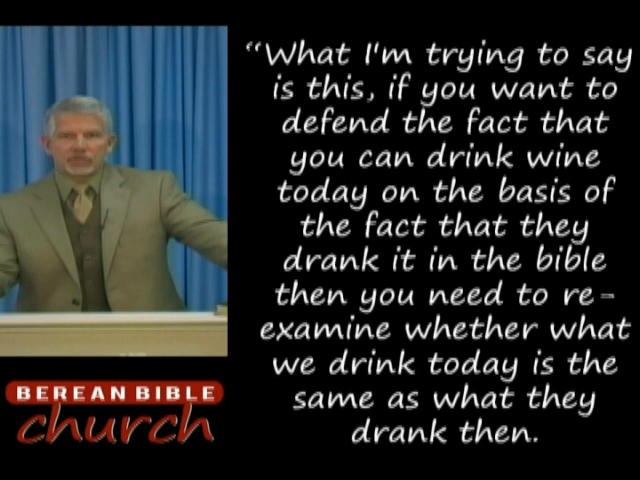 “What I'm trying to say
is this, if you want to
defend the fact that
you can drink wine
today on the basis of
the fact that they
drank it in the bible
then you need to re-
examine whether what
we drink today is the
same as what they
drank then.
BEREAN BIBLE
church